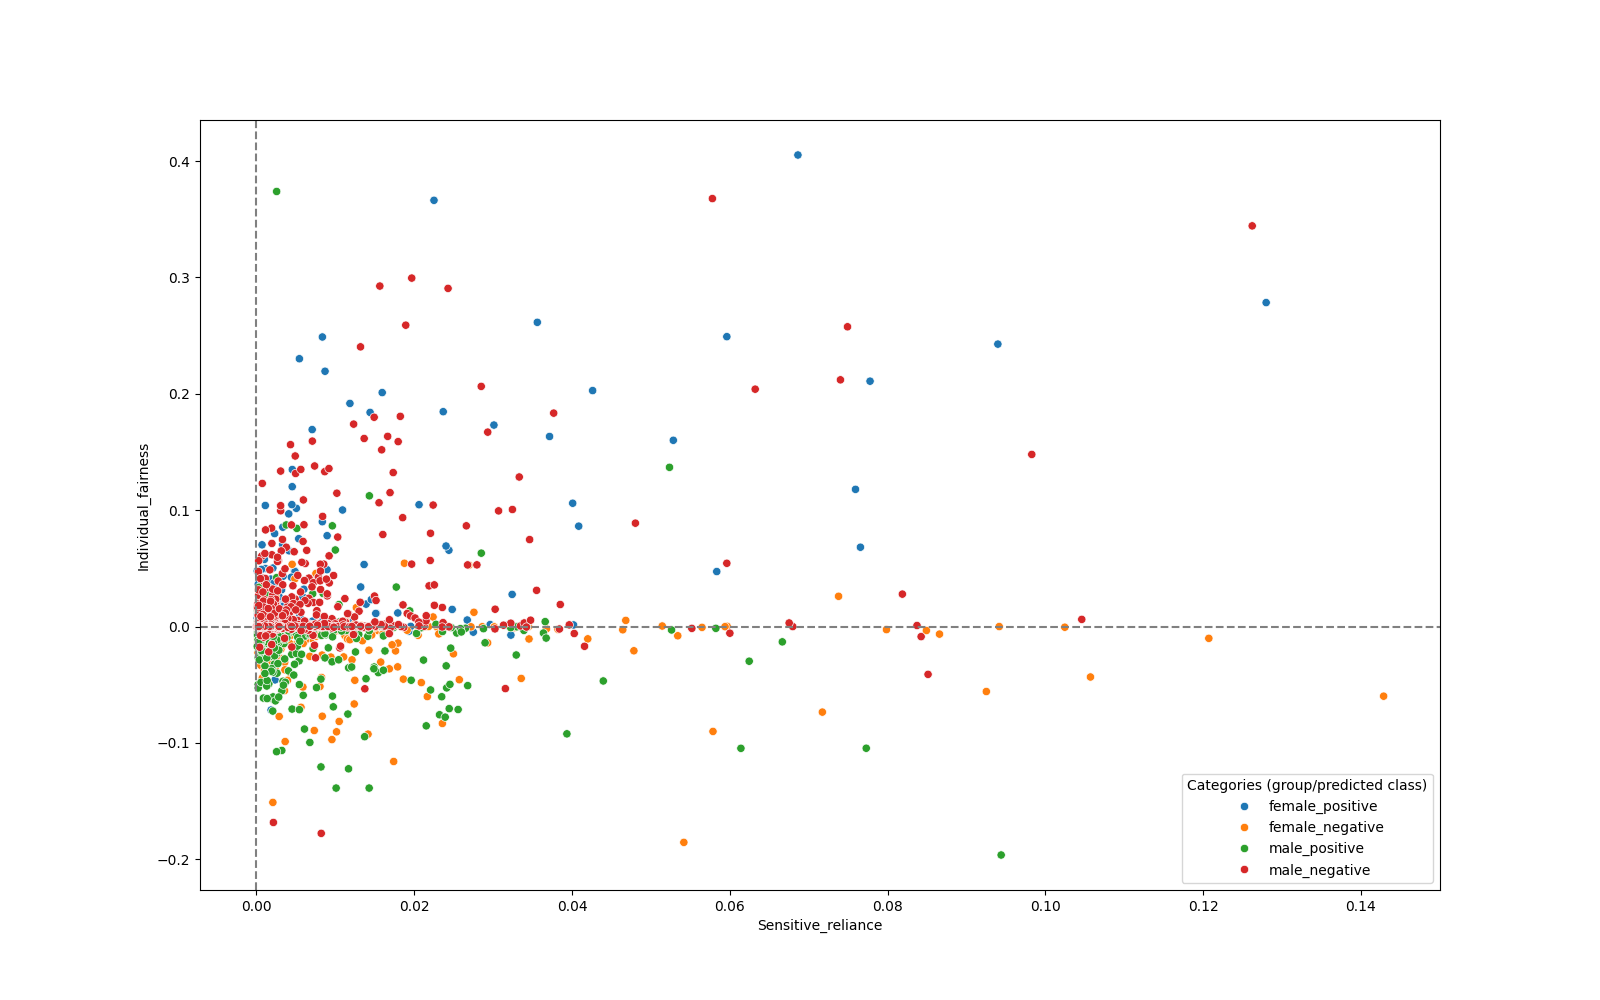 0.4
0.3
0.2
0.1
0.0
−0.1
−0.2
Individual_fairness
0.00 0.02 0.04 0.06 0.08 0.10 0.12 0.14
Sensitive_reliance
Categories (group/predicted class)
female_positive
female_negative
male_positive
male_negative